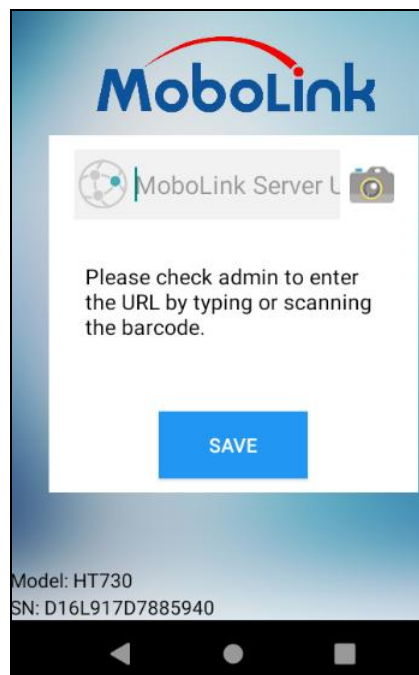 MoboLink
MoboLink Server U
Please check admin to enter
the URL by typing or scanning
the barcode.
SAVE
Model: HT730
SN: D16L917D7885940